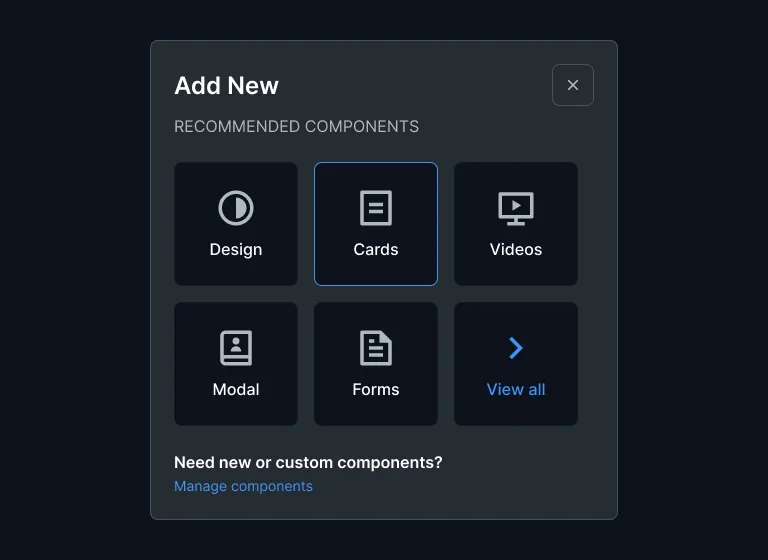 Add New
RECOMMENDED COMPONENTS
Design
Cards
Videos
Modal
Forms
View all
Need new or custom components?
Manage components